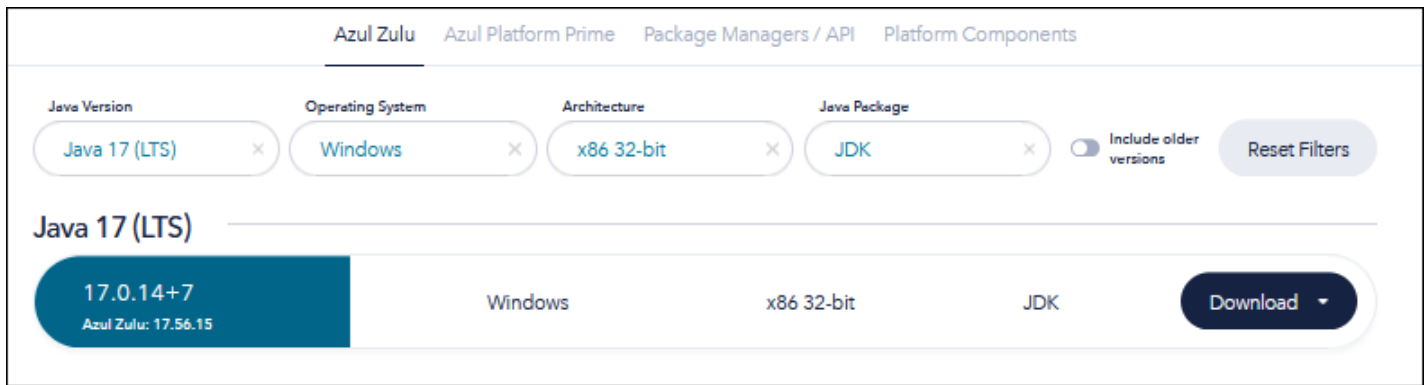 Azul Zulu Azul Platform Prime Package Managers / API Platform Components
Java Version Operating System Architecture Java Package
Java 17 (LTS) × Windows × x86 32-bit × JDK × Include older versions Reset Filters
Java 17 (LTS)
17.0.14+7 Windows x86 32-bit JDK Download
Azul Zulu: 17.56.15